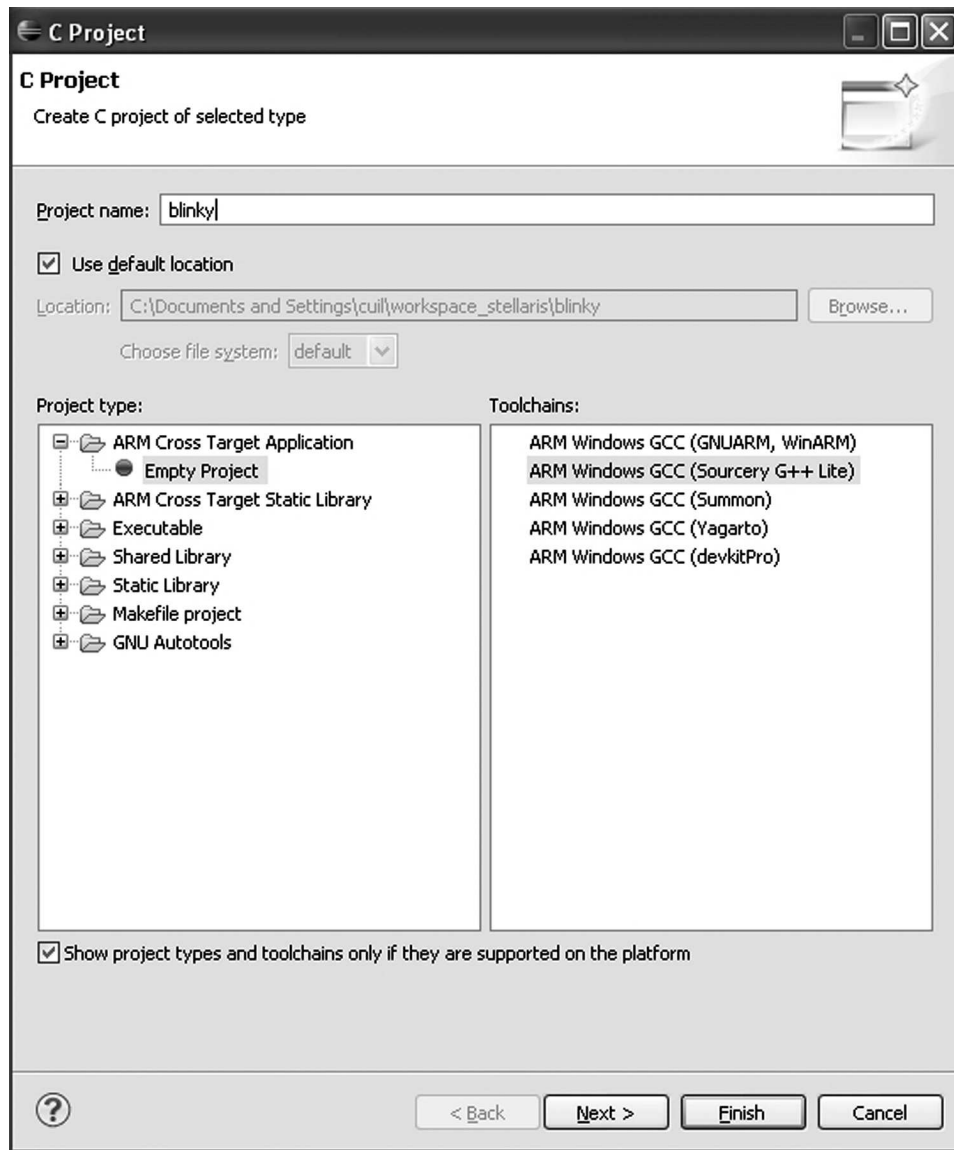 C Project
C Project
Create C project of selected type
Project name: blinky
Use default location
Location: C:\Documents and Settings\cuil\workspace_stellaris\blinky Browse...
Choose file system: default
Project type:
Toolchains:
ARM Cross Target Application
Empty Project
ARM Cross Target Static Library
Executable
Shared Library
Static Library
Makefile project
GNU Autotools
ARM Windows GCC (GNUARM, WinARM)
ARM Windows GCC (Sourcery G++ Lite)
ARM Windows GCC (Summon)
ARM Windows GCC (Yagarto)
ARM Windows GCC (devkitPro)
Show project types and toolchains only if they are supported on the platform
? < Back Next > Finish Cancel